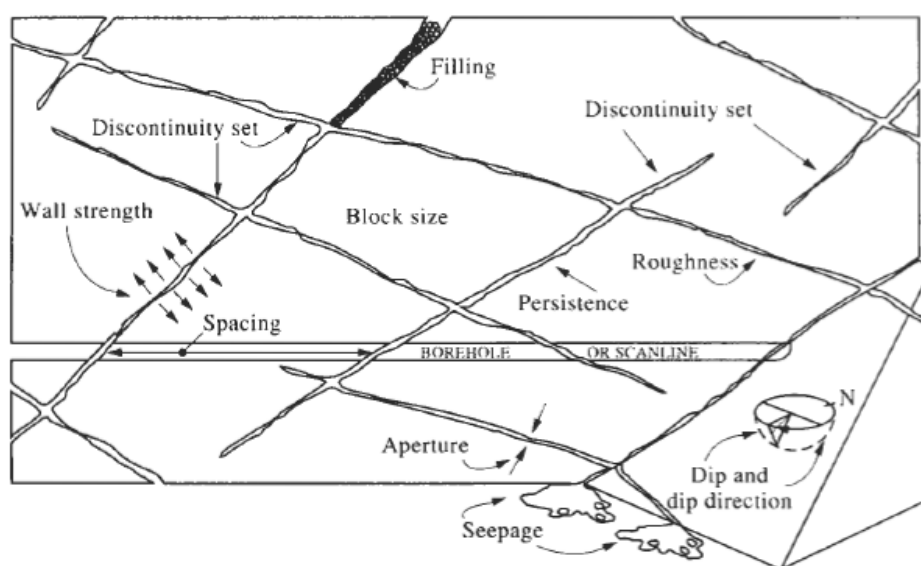 Filling
Discontinuity set
Discontinuity set
Wall strength
Block size
Roughness
Persistence
Spacing
BOREHOLE OR SCANLINE
N
Aperture
Dip and
dip direction
Seepage